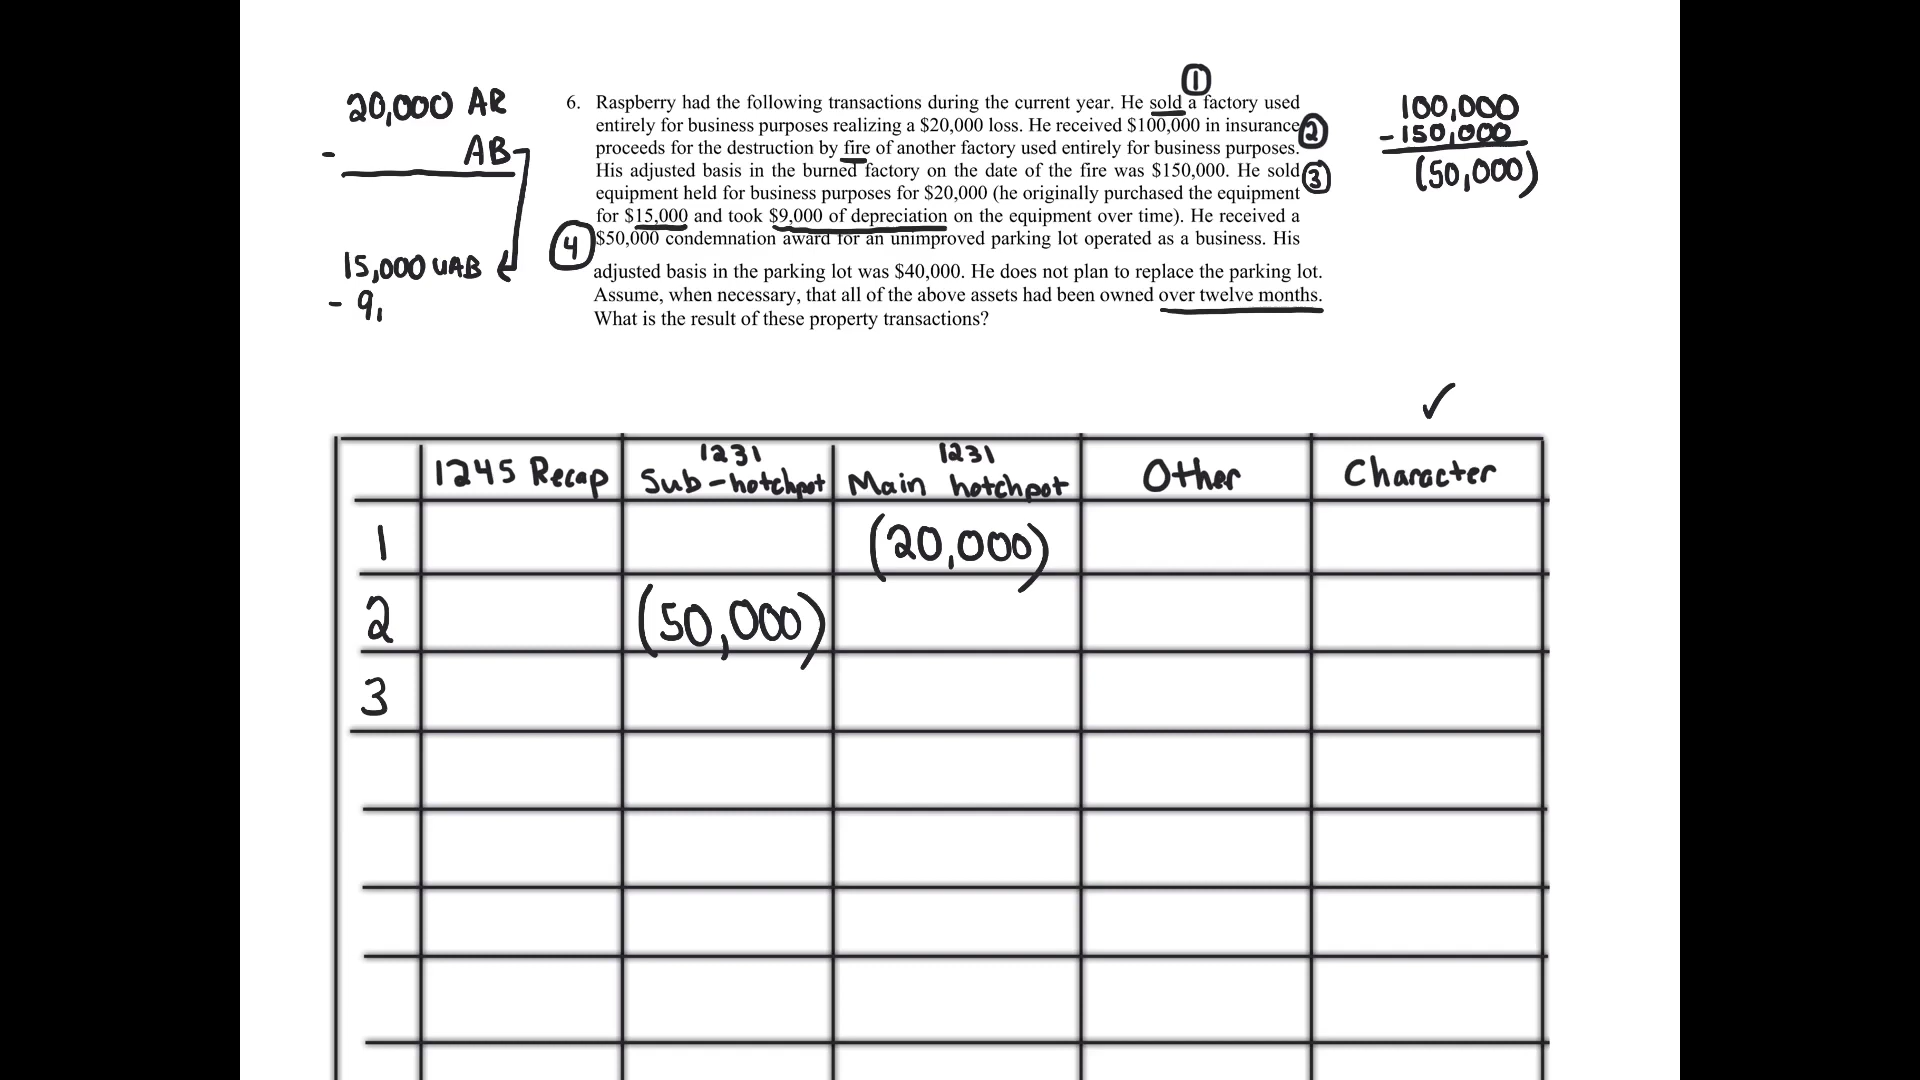 ①
20,000 AR
- AB
15,000 UAB
- 9,
6. Raspberry had the following transactions during the current year. He sold a factory used
entirely for business purposes realizing a $20,000 loss. He received $100,000 in insurance ②
proceeds for the destruction by fire of another factory used entirely for business purposes.
His adjusted basis in the burned factory on the date of the fire was $150,000. He sold ③
equipment held for business purposes for $20,000 (he originally purchased the equipment
for $15,000 and took $9,000 of depreciation on the equipment over time). He received a
④ $50,000 condemnation award for an unimproved parking lot operated as a business. His
adjusted basis in the parking lot was $40,000. He does not plan to replace the parking lot.
Assume, when necessary, that all of the above assets had been owned over twelve months.
What is the result of these property transactions?
100,000
- 150,000
(50,000)
✓
1245 Recap
1231
Sub-hotchpot
1231
Main hotchpot
Other
Character
1 (20,000)
2 (50,000)
3